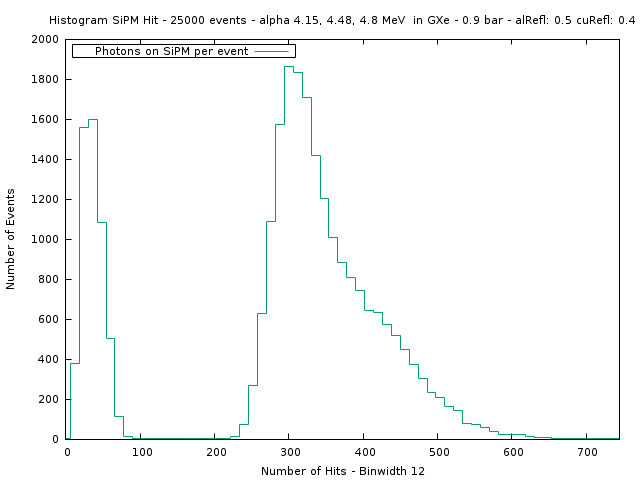 Histogram SiPM Hit - 25000 events - alpha 4.15, 4.48, 4.8 MeV  in GXe - 0.9 bar - alRefl: 0.5 cuRefl: 0.4
Photons on SiPM per event
2000
1800
1600
1400
1200
1000
800
600
400
200
0
Number of Events
0 100 200 300 400 500 600 700
Number of Hits - Binwidth 12